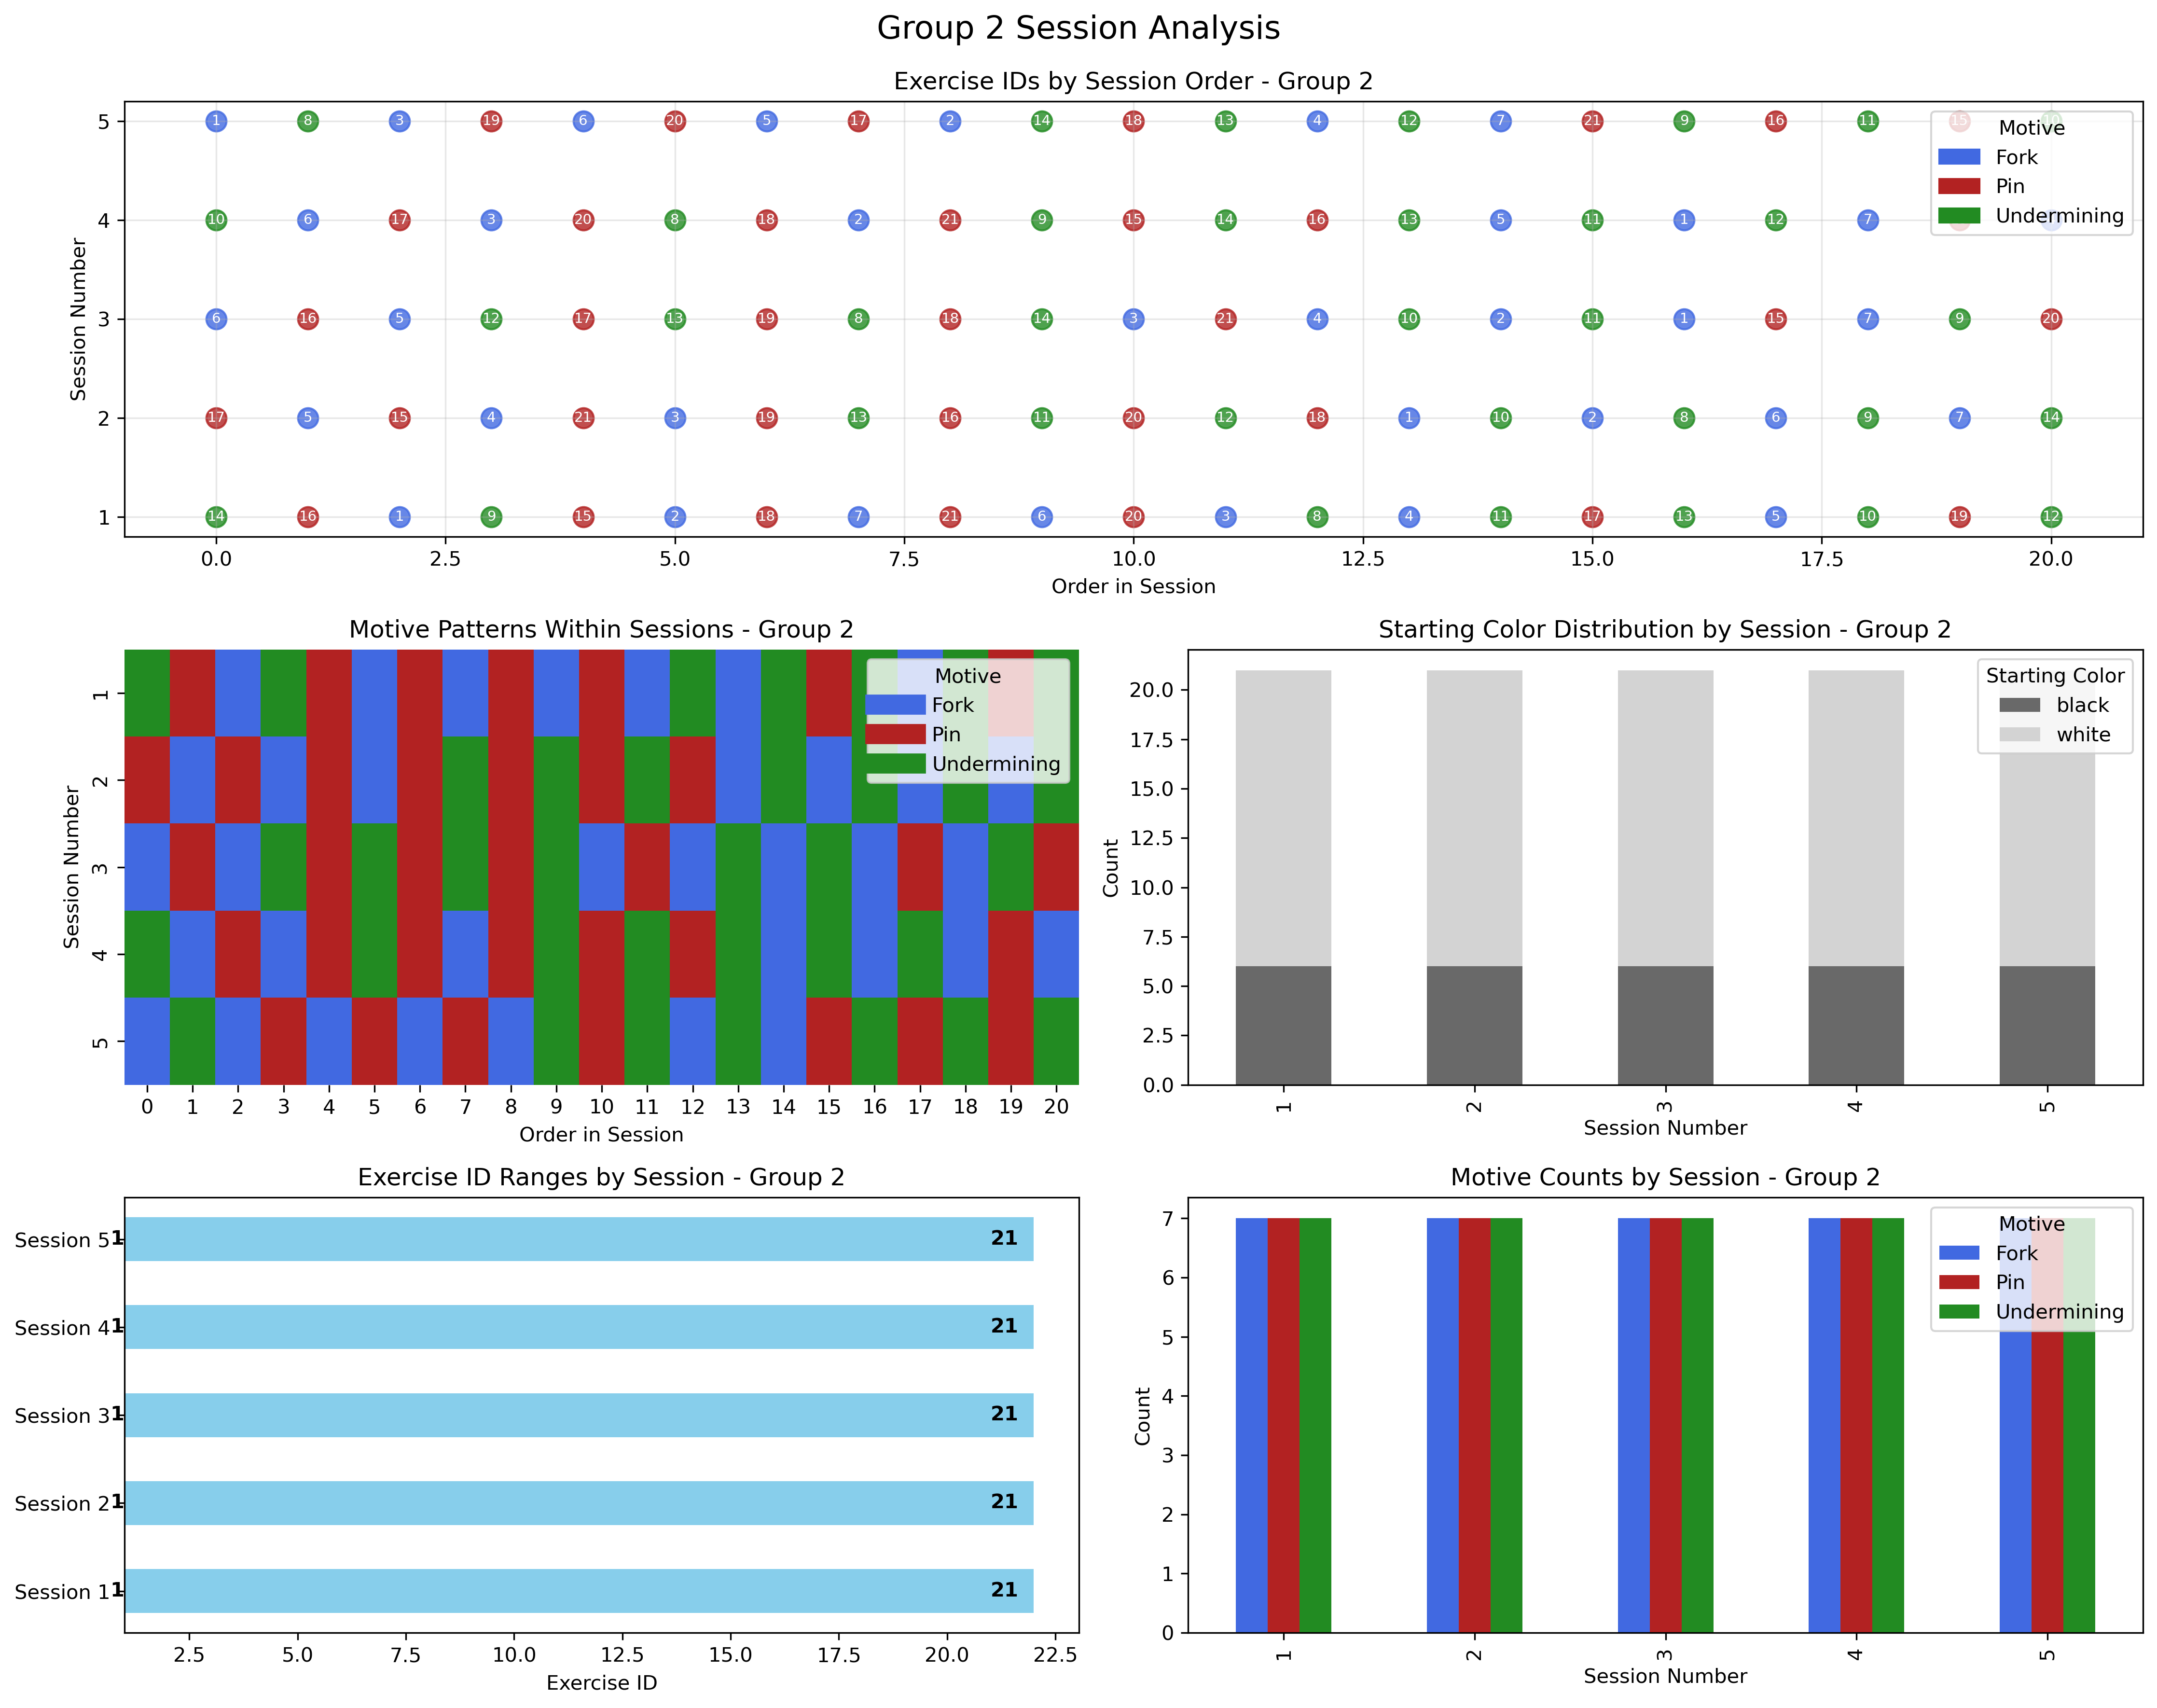 Group 2 Session Analysis
Exercise IDs by Session Order - Group 2
Session Number
5
1 8 3 19 6 20 5 17 2 14 18 13 4 12 7 21 9 16 11 15 10
4
10 6 17 3 20 8 18 2 21 9 15 14 16 13 5 11 1 12 7
3
6 16 5 12 17 13 19 8 18 14 3 21 4 10 2 11 1 15 7 9 20
2
17 5 15 4 21 3 19 13 16 11 20 12 18 1 10 2 8 6 9 7 14
1
14 16 1 9 15 2 18 7 21 6 20 3 8 4 11 17 13 5 10 19 12
Motive
Fork
Pin
Undermining
0.0 2.5 5.0 7.5 10.0 12.5 15.0 17.5 20.0
Order in Session
Motive Patterns Within Sessions - Group 2
Session Number
1
2
3
4
5
Motive
Fork
Pin
Undermining
0 1 2 3 4 5 6 7 8 9 10 11 12 13 14 15 16 17 18 19 20
Order in Session
Starting Color Distribution by Session - Group 2
Count
20.0
17.5
15.0
12.5
10.0
7.5
5.0
2.5
0.0
Starting Color
black
white
1 2 3 4 5
Session Number
Exercise ID Ranges by Session - Group 2
Session 5 1 21
Session 4 1 21
Session 3 1 21
Session 2 1 21
Session 1 1 21
2.5 5.0 7.5 10.0 12.5 15.0 17.5 20.0 22.5
Exercise ID
Motive Counts by Session - Group 2
Count
7
6
5
4
3
2
1
0
Motive
Fork
Pin
Undermining
1 2 3 4 5
Session Number